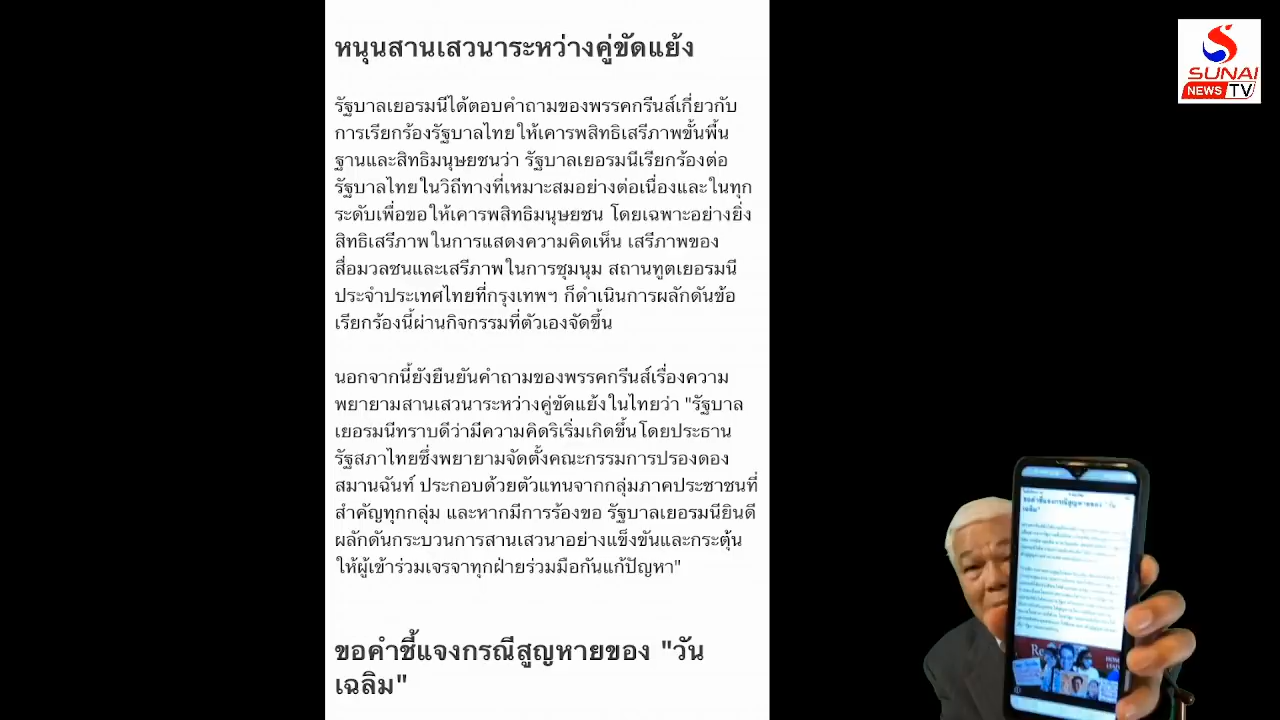 หนุนสานเสวนาระหว่างคู่ขัดแย้ง
รัฐบาลเยอรมนีได้ตอบคำถามของพรรคกรีนส์เกี่ยวกับ
การเรียกร้องรัฐบาลไทยให้เคารพสิทธิเสรีภาพขั้นพื้น
ฐานและสิทธิมนุษยชนว่า รัฐบาลเยอรมนีเรียกร้องต่อ
รัฐบาลไทยในวิถีทางที่เหมาะสมอย่างต่อเนื่องและในทุก
ระดับเพื่อขอให้เคารพสิทธิมนุษยชน โดยเฉพาะอย่างยิ่ง
สิทธิเสรีภาพในการแสดงความคิดเห็น เสรีภาพของ
สื่อมวลชนและเสรีภาพในการชุมนุม สถานทูตเยอรมนี
ประจำประเทศไทยที่กรุงเทพฯ ก็ดำเนินการผลักดันข้อ
เรียกร้องนี้ผ่านกิจกรรมที่ตัวเองจัดขึ้น
นอกจากนี้ยังยืนยันคำถามของพรรคกรีนส์เรื่องความ
พยายามสานเสวนาระหว่างคู่ขัดแย้งในไทยว่า "รัฐบาล
เยอรมนีทราบดีว่ามีความคิดริเริ่มเกิดขึ้นโดยประธาน
รัฐสภาไทยซึ่งพยายามจัดตั้งคณะกรรมการปรองดอง
สมานฉันท์ ประกอบด้วยตัวแทนจากกลุ่มภาคประชาชนที่
สำคัญทุกกลุ่ม และหากมีการร้องขอ รัฐบาลเยอรมนียินดี
ผลักดันกระบวนการสานเสวนาอย่างแข็งขันและกระตุ้น
ให้ผู้เข้าร่วมเจรจาทุกฝ่ายร่วมมือกันแก้ปัญหา"
ขอคำชี้แจงกรณีสูญหายของ "วัน
เฉลิม"
SUNAI
NEWS TV
ขอคำชี้แจงกรณีสูญหายของ "วัน
เฉลิม"